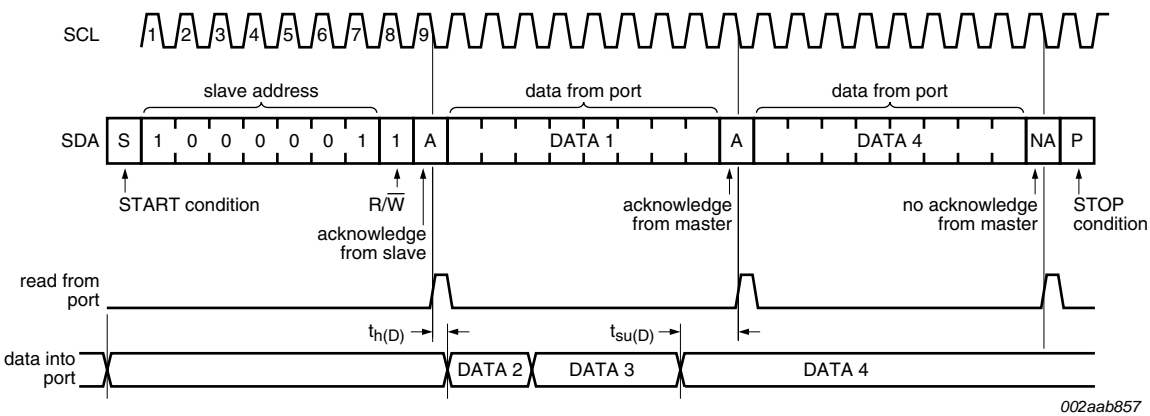 SCL
1 2 3 4 5 6 7 8 9
slave address
data from port
data from port
SDA
S 1 0 0 0 0 0 1 1 A DATA 1 A DATA 4 NA P
START condition
R/W̅
acknowledge
from slave
acknowledge
from master
no acknowledge
from master
STOP
condition
read from
port
th(D)
tsu(D)
data into
port
DATA 2
DATA 3
DATA 4
002aab857